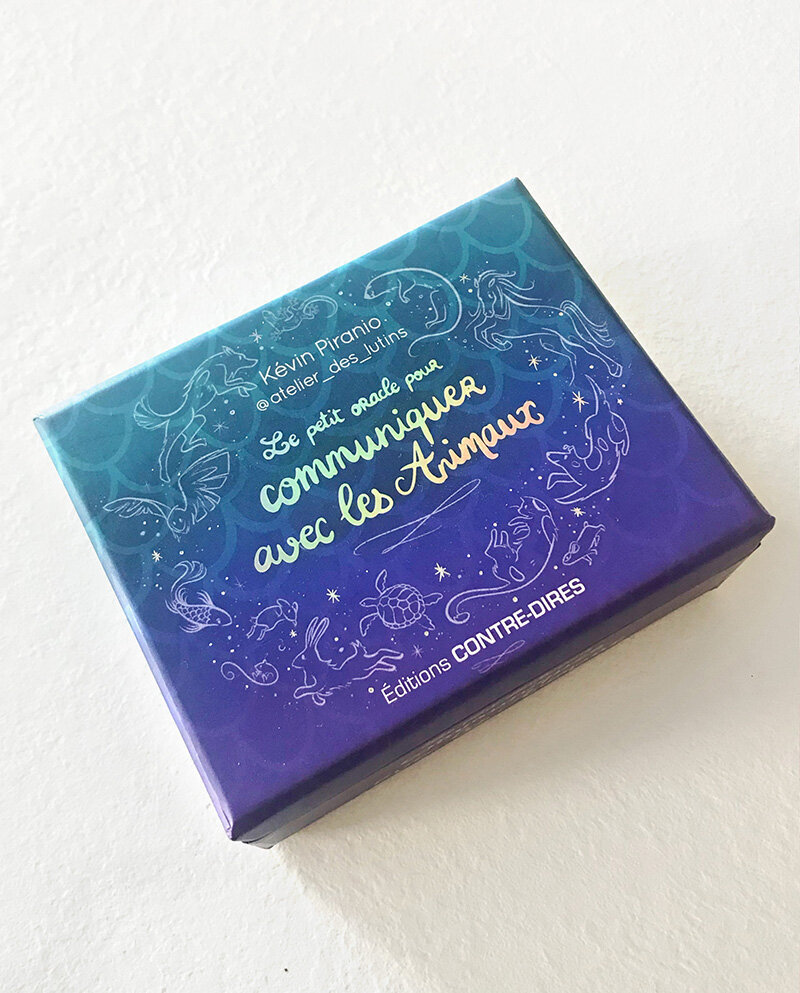 Kévin Piranio
@atelier_des_lutins
Le petit oracle pour
communiquer
avec les Animaux
Éditions CONTRE-DIRES